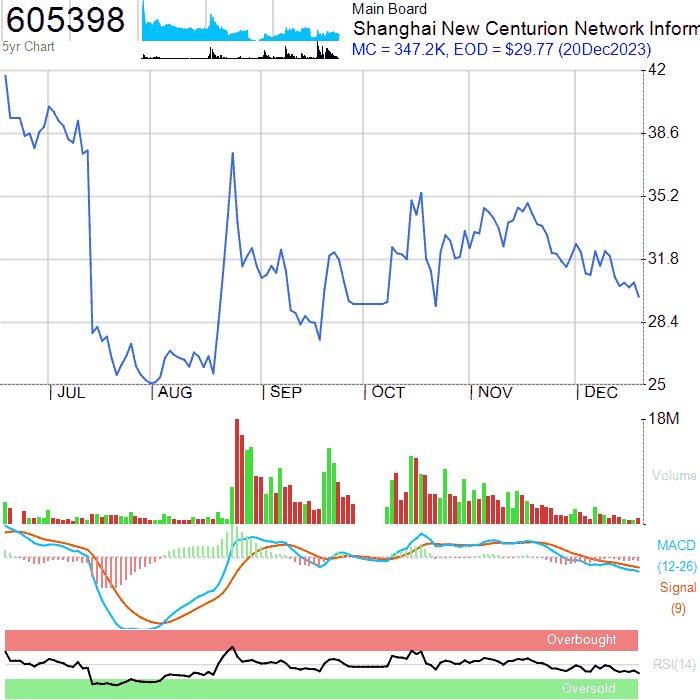 605398
5yr Chart
Main Board
Shanghai New Centurion Network Inform
MC = 347.2K, EOD = $29.77 (20Dec2023)
42
38.6
35.2
31.8
28.4
25
JUL AUG SEP OCT NOV DEC
18M
Volume
MACD
(12-26)
Signal
(9)
Overbought
RSI(14)
Oversold